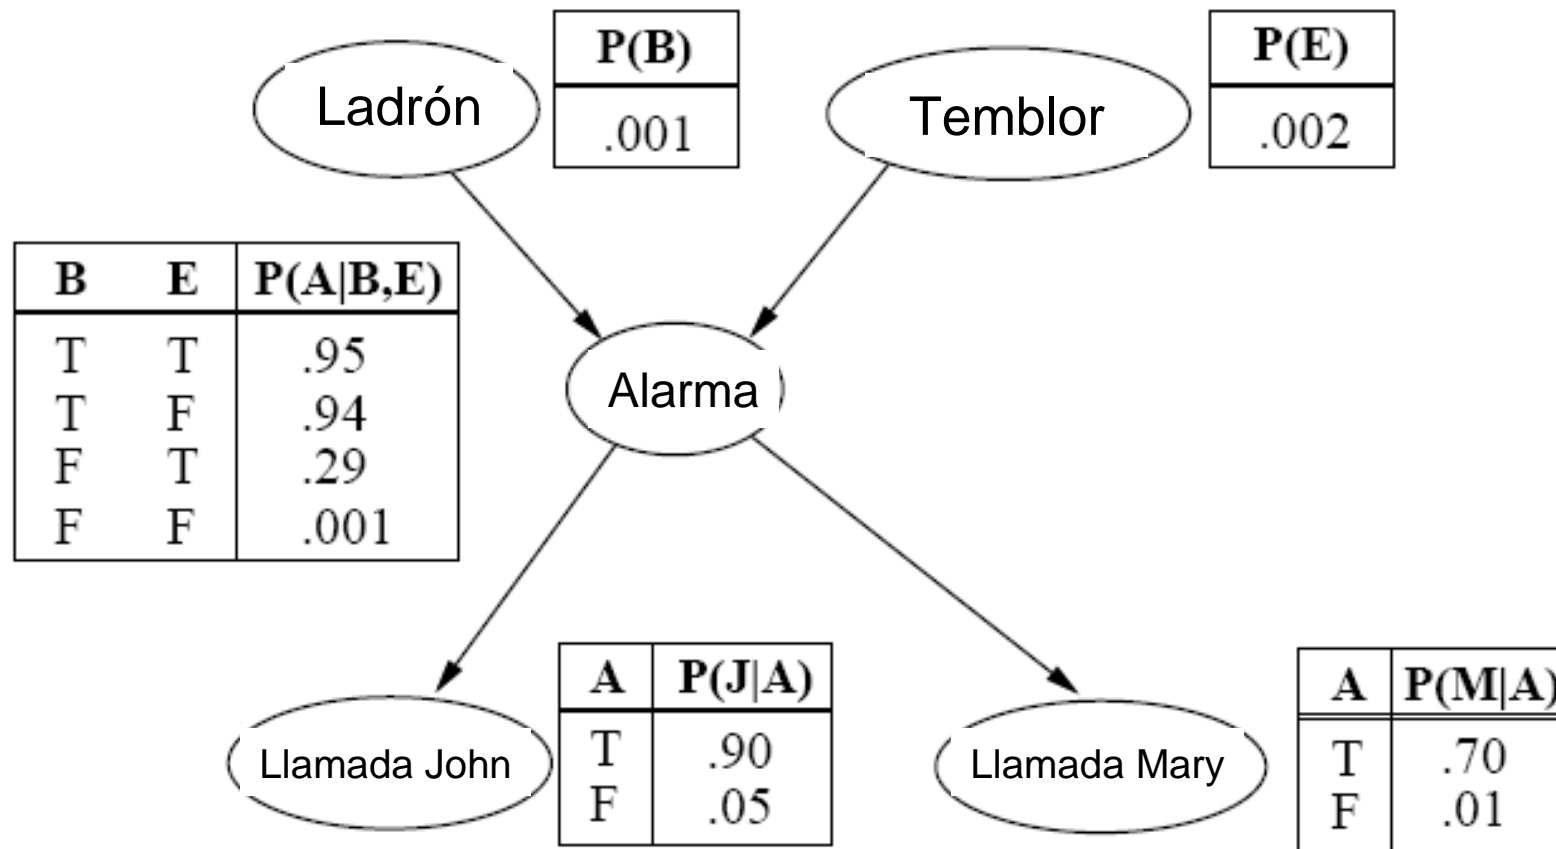 Ladrón
P(B)
.001
Temblor
P(E)
.002
B E P(A|B,E)
T T .95
T F .94
F T .29
F F .001
Alarma
Llamada John
A P(J|A)
T .90
F .05
Llamada Mary
A P(M|A)
T .70
F .01